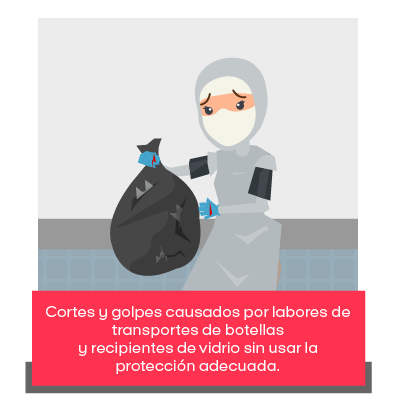 Cortes y golpes causados por labores de
transportes de botellas
y recipientes de vidrio sin usar la
protección adecuada.